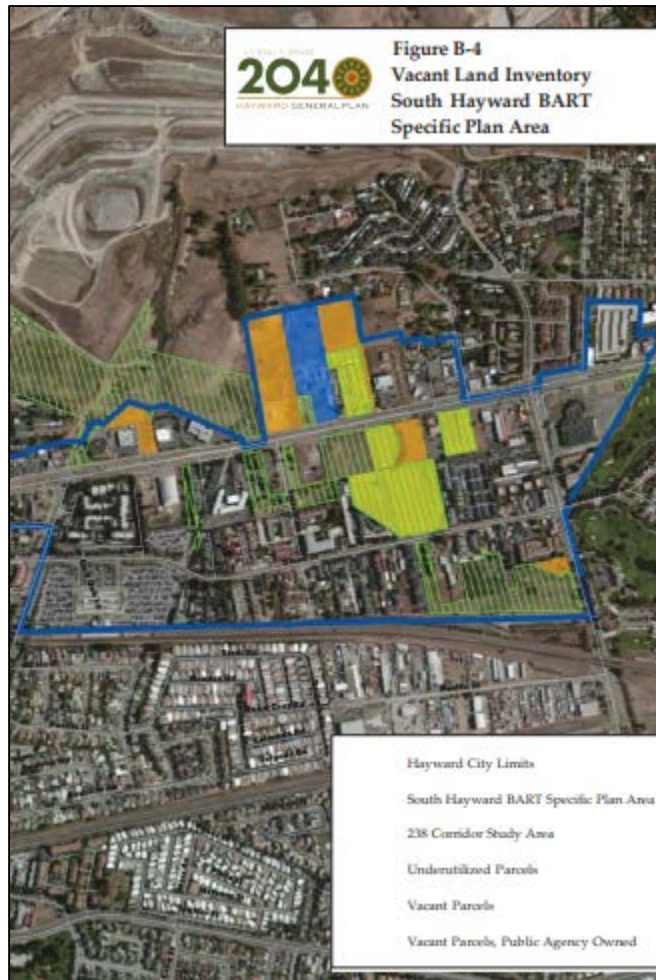 2040
HAYWARD GENERAL PLAN
Figure B-4
Vacant Land Inventory
South Hayward BART
Specific Plan Area
Hayward City Limits
South Hayward BART Specific Plan Area
238 Corridor Study Area
Underutilized Parcels
Vacant Parcels
Vacant Parcels, Public Agency Owned